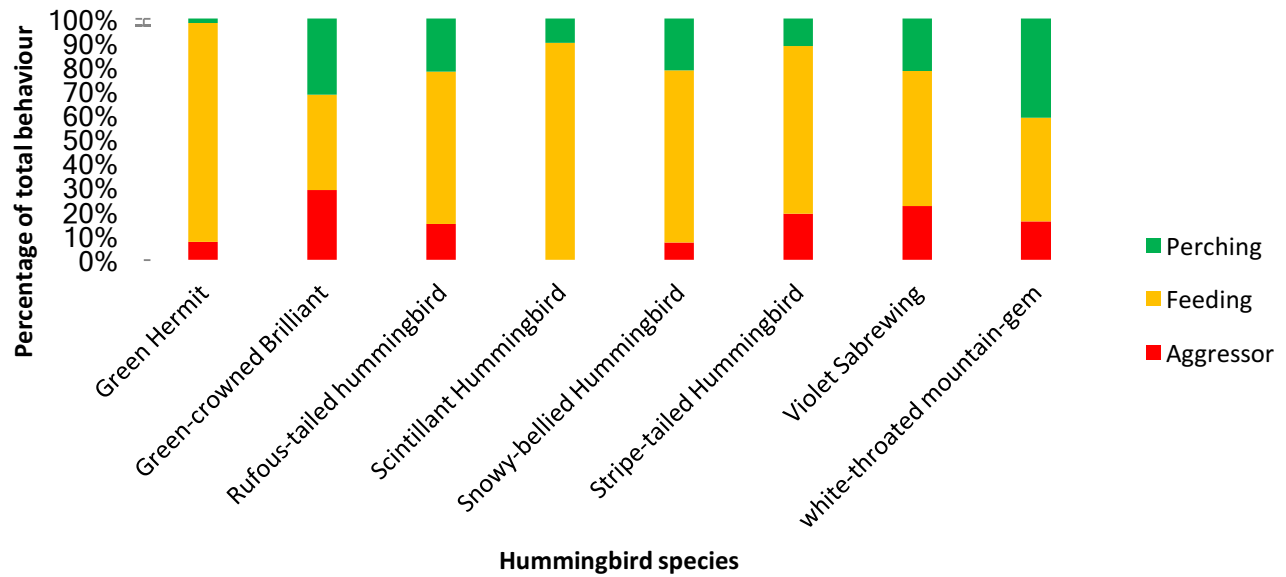 Percentage of total behaviour
100%
90%
80%
70%
60%
50%
40%
30%
20%
10%
0%
Green Hermit
Green-crowned Brilliant
Rufous-tailed hummingbird
Scintillant Hummingbird
Snowy-bellied Hummingbird
Stripe-tailed Hummingbird
Violet Sabrewing
white-throated mountain-gem
Hummingbird species
Perching
Feeding
Aggressor